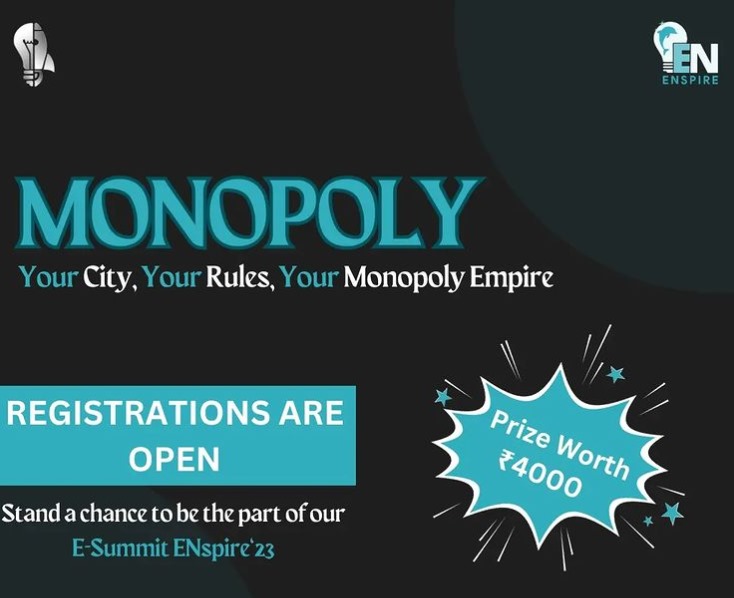 EN
ENSPIRE
MONOPOLY
Your City, Your Rules, Your Monopoly Empire
REGISTRATIONS ARE
OPEN
Prize Worth
₹4000
Stand a chance to be the part of our
E-Summit ENspire'23